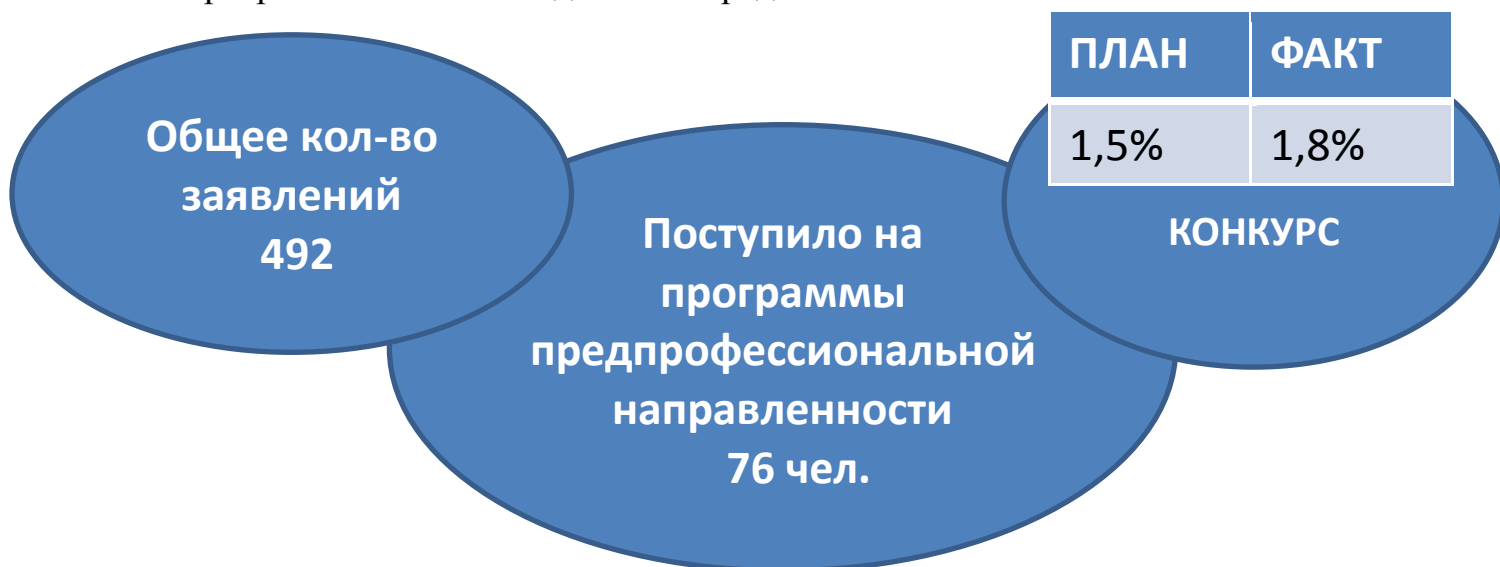 Общее кол-во
заявлений
492
Поступило на
программы
предпрофессиональной
направленности
76 чел.
ПЛАН ФАКТ
1,5% 1,8%
КОНКУРС